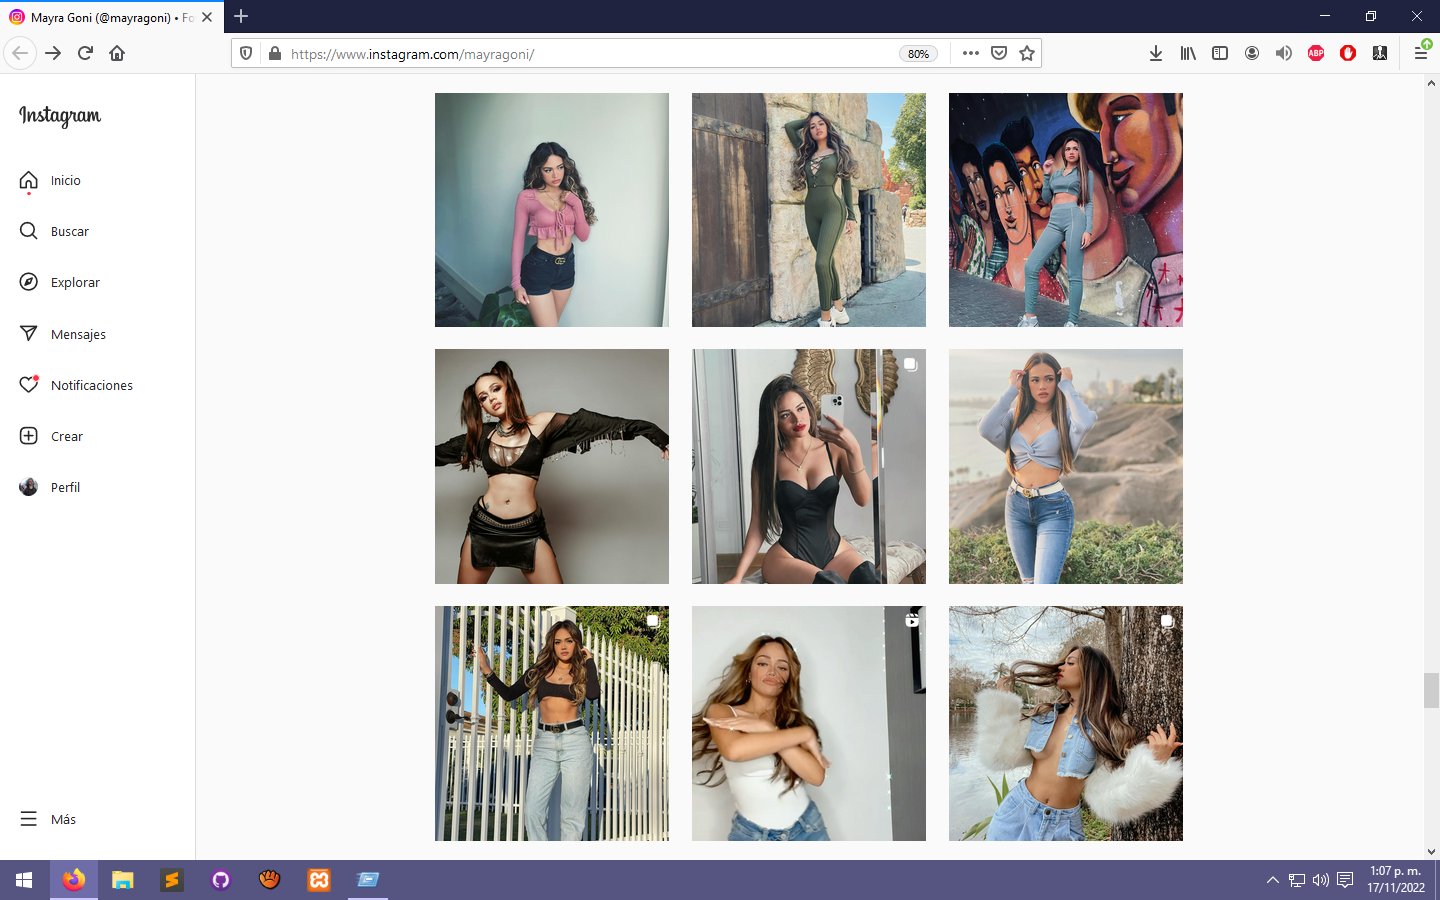 Mayra Goni (@mayragoni) • Fo
https://www.instagram.com/mayragoni/
80%
ABP
Instagram
Inicio
Buscar
Explorar
Mensajes
Notificaciones
Crear
Perfil
Más
1:07 p. m.
17/11/2022